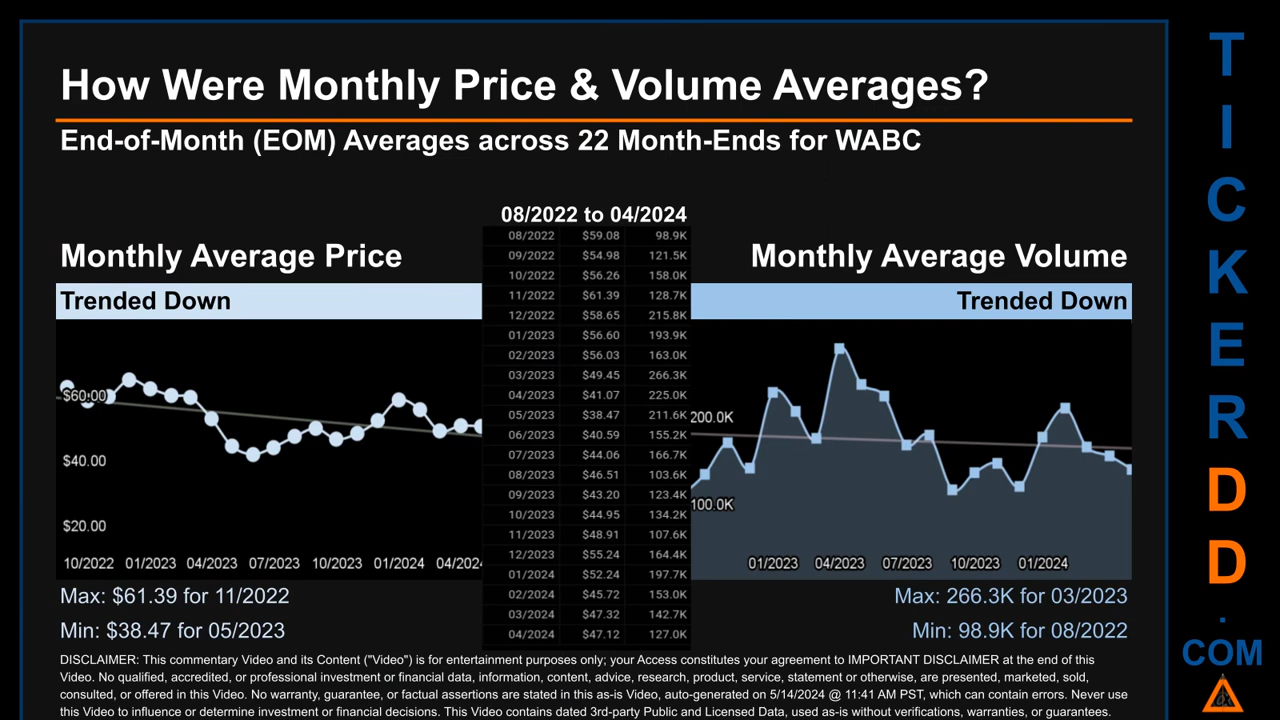 How Were Monthly Price & Volume Averages?
End-of-Month (EOM) Averages across 22 Month-Ends for WABC
08/2022 to 04/2024
Monthly Average Price
Trended Down
$60.00
$40.00
$20.00
10/2022 01/2023 04/2023 07/2023 10/2023 01/2024 04/2024
Max: $61.39 for 11/2022
Min: $38.47 for 05/2023
08/2022 $59.08 98.9K
09/2022 $54.98 121.5K
10/2022 $56.26 158.0K
11/2022 $61.39 128.7K
12/2022 $58.65 215.8K
01/2023 $56.60 193.9K
02/2023 $56.03 163.0K
03/2023 $49.45 266.3K
04/2023 $41.07 225.0K
05/2023 $38.47 211.6K
06/2023 $40.59 155.2K
07/2023 $44.06 166.7K
08/2023 $46.51 103.6K
09/2023 $43.20 123.4K
10/2023 $44.95 134.2K
11/2023 $48.91 107.6K
12/2023 $55.24 164.4K
01/2024 $52.24 197.7K
02/2024 $45.72 153.0K
03/2024 $47.32 142.7K
04/2024 $47.12 127.0K
Monthly Average Volume
Trended Down
200.0K
100.0K
01/2023 04/2023 07/2023 10/2023 01/2024
Max: 266.3K for 03/2023
Min: 98.9K for 08/2022
DISCLAIMER: This commentary Video and its Content ("Video") is for entertainment purposes only; your Access constitutes your agreement to IMPORTANT DISCLAIMER at the end of this
Video. No qualified, accredited, or professional investment or financial data, information, content, advice, research, product, service, statement or otherwise, are presented, marketed, sold,
consulted, or offered in this Video. No warranty, guarantee, or factual assertions are stated in this as-is Video, auto-generated on 5/14/2024 @ 11:41 AM PST, which can contain errors. Never use
this Video to influence or determine investment or financial decisions. This Video contains dated 3rd-party Public and Licensed Data, used as-is without verifications, warranties, or guarantees.
TICKERDD.COM